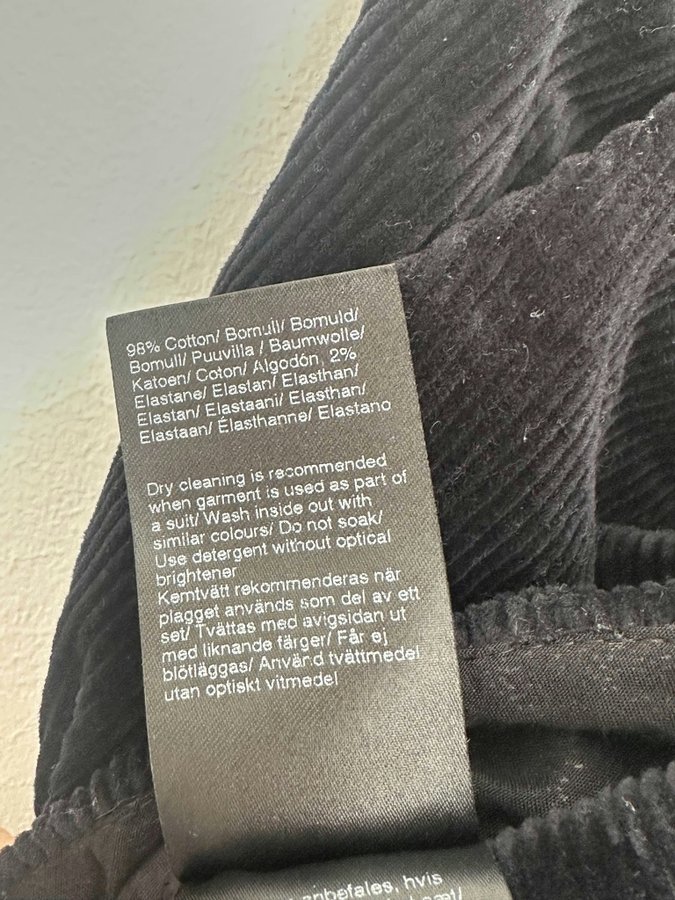 98% Cotton/ Bomull/ Bomuld/
Bomull/ Puuvilla / Baumwolle/
Katoen/ Coton/ Algodón, 2%
Elastane/ Elastan/ Elasthan/
Elastan/ Elastaani/ Elasthan/
Elastaan/ Élasthanne/ Elastano
Dry cleaning is recommended
when garment is used as part of
a suit/ Wash inside out with
similar colours/ Do not soak/
Use detergent without optical
brightener
Kemtvätt rekommenderas när
plagget används som del av ett
set/ Tvättas med avigsidan ut
med liknande färger/ Får ej
blötläggas/ Använd tvättmedel
utan optiskt vitmedel
anbefales, hvis